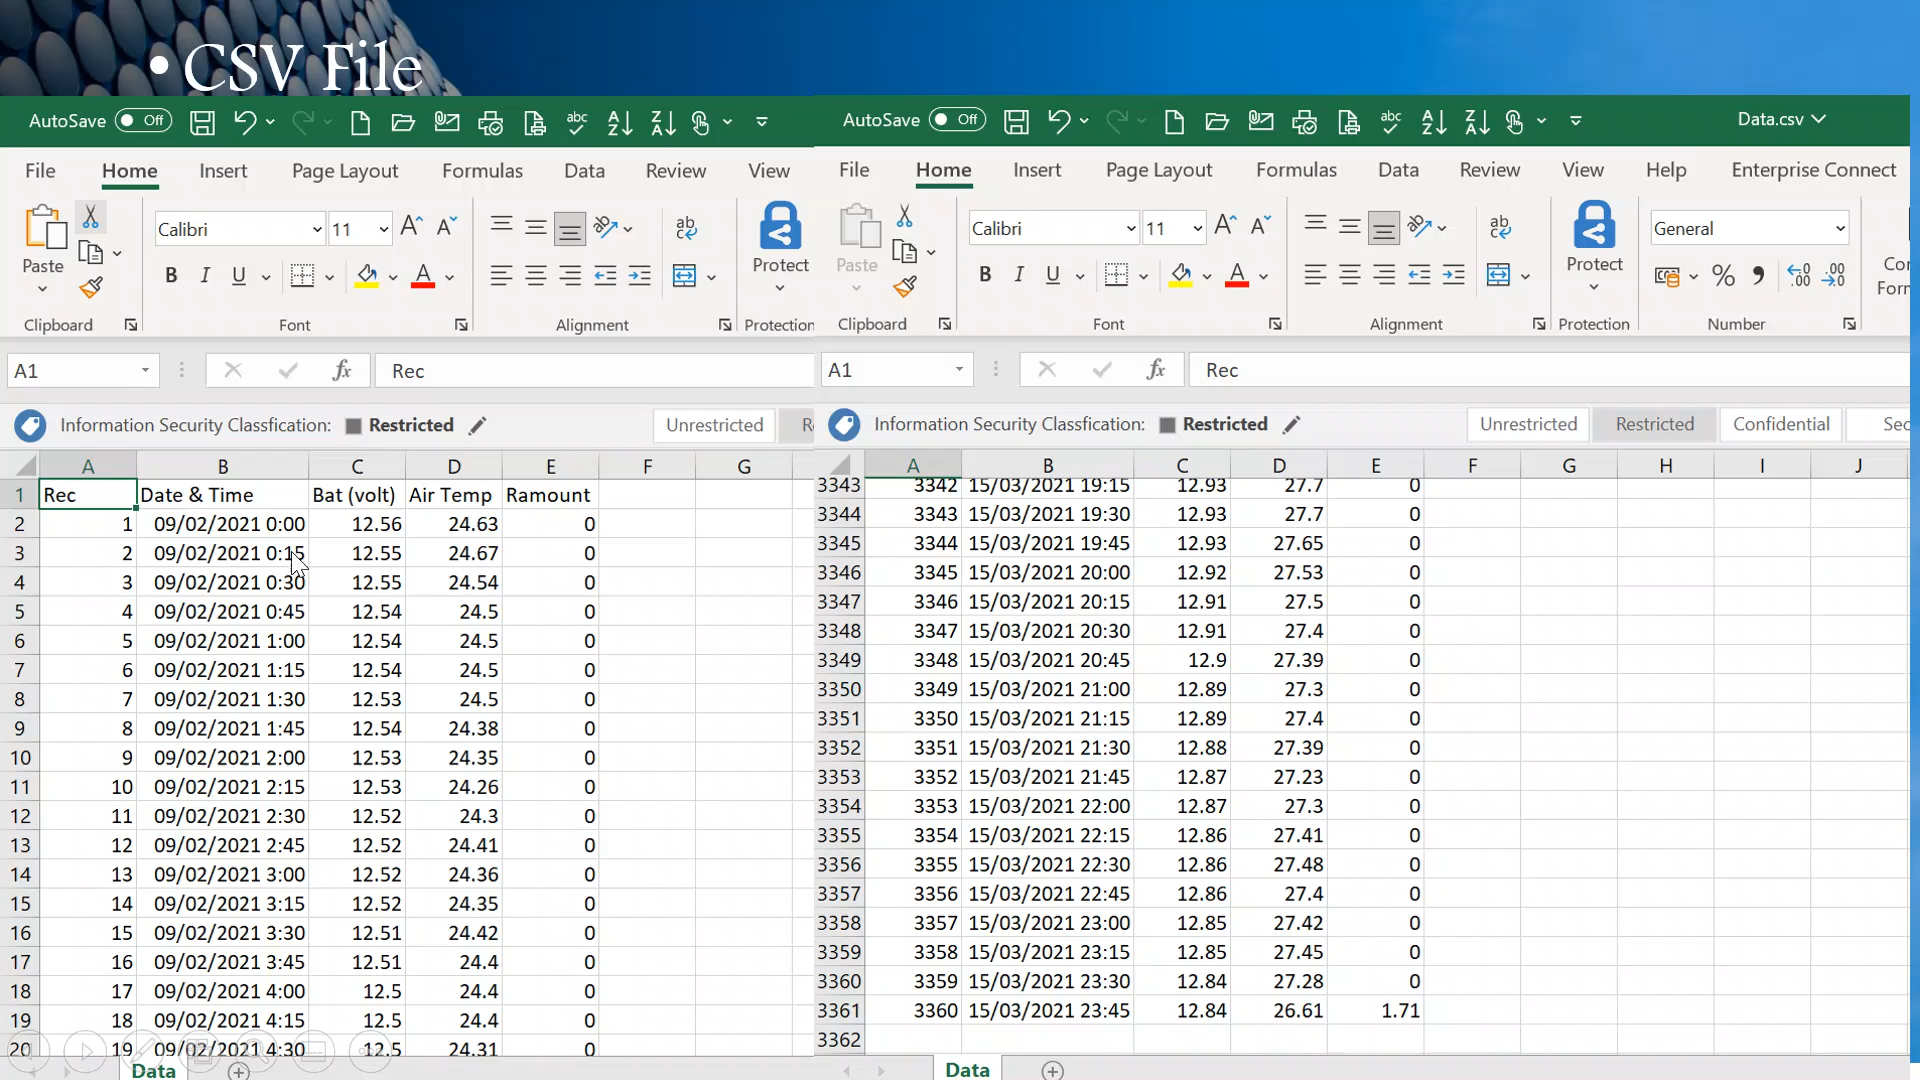 • CSV File
AutoSave Off
File Home Insert Page Layout Formulas Data Review View
Calibri 11
Paste
Protect
Clipboard Font Alignment Protection
A1 fx Rec
Information Security Classfication: Restricted Unrestricted
A B C D E F G
1 Rec Date & Time Bat (volt) Air Temp Ramount
2 1 09/02/2021 0:00 12.56 24.63 0
3 2 09/02/2021 0:15 12.55 24.67 0
4 3 09/02/2021 0:30 12.55 24.54 0
5 4 09/02/2021 0:45 12.54 24.5 0
6 5 09/02/2021 1:00 12.54 24.5 0
7 6 09/02/2021 1:15 12.54 24.5 0
8 7 09/02/2021 1:30 12.53 24.5 0
9 8 09/02/2021 1:45 12.54 24.38 0
10 9 09/02/2021 2:00 12.53 24.35 0
11 10 09/02/2021 2:15 12.53 24.26 0
12 11 09/02/2021 2:30 12.52 24.3 0
13 12 09/02/2021 2:45 12.52 24.41 0
14 13 09/02/2021 3:00 12.52 24.36 0
15 14 09/02/2021 3:15 12.52 24.35 0
16 15 09/02/2021 3:30 12.51 24.42 0
17 16 09/02/2021 3:45 12.51 24.4 0
18 17 09/02/2021 4:00 12.5 24.4 0
19 18 09/02/2021 4:15 12.5 24.4 0
20 19 09/02/2021 4:30 12.5 24.31 0
Data
AutoSave Off Data.csv
File Home Insert Page Layout Formulas Data Review View Help Enterprise Connect
Calibri 11 General
Paste
Protect
Clipboard Font Alignment Protection Number
A1 fx Rec
Information Security Classfication: Restricted Unrestricted Restricted Confidential
A B C D E F G H I J
3343 3342 15/03/2021 19:15 12.93 27.7 0
3344 3343 15/03/2021 19:30 12.93 27.7 0
3345 3344 15/03/2021 19:45 12.93 27.65 0
3346 3345 15/03/2021 20:00 12.92 27.53 0
3347 3346 15/03/2021 20:15 12.91 27.5 0
3348 3347 15/03/2021 20:30 12.91 27.4 0
3349 3348 15/03/2021 20:45 12.9 27.39 0
3350 3349 15/03/2021 21:00 12.89 27.3 0
3351 3350 15/03/2021 21:15 12.89 27.4 0
3352 3351 15/03/2021 21:30 12.88 27.39 0
3353 3352 15/03/2021 21:45 12.87 27.23 0
3354 3353 15/03/2021 22:00 12.87 27.3 0
3355 3354 15/03/2021 22:15 12.86 27.41 0
3356 3355 15/03/2021 22:30 12.86 27.48 0
3357 3356 15/03/2021 22:45 12.86 27.4 0
3358 3357 15/03/2021 23:00 12.85 27.42 0
3359 3358 15/03/2021 23:15 12.85 27.45 0
3360 3359 15/03/2021 23:30 12.84 27.28 0
3361 3360 15/03/2021 23:45 12.84 26.61 1.71
3362
Data